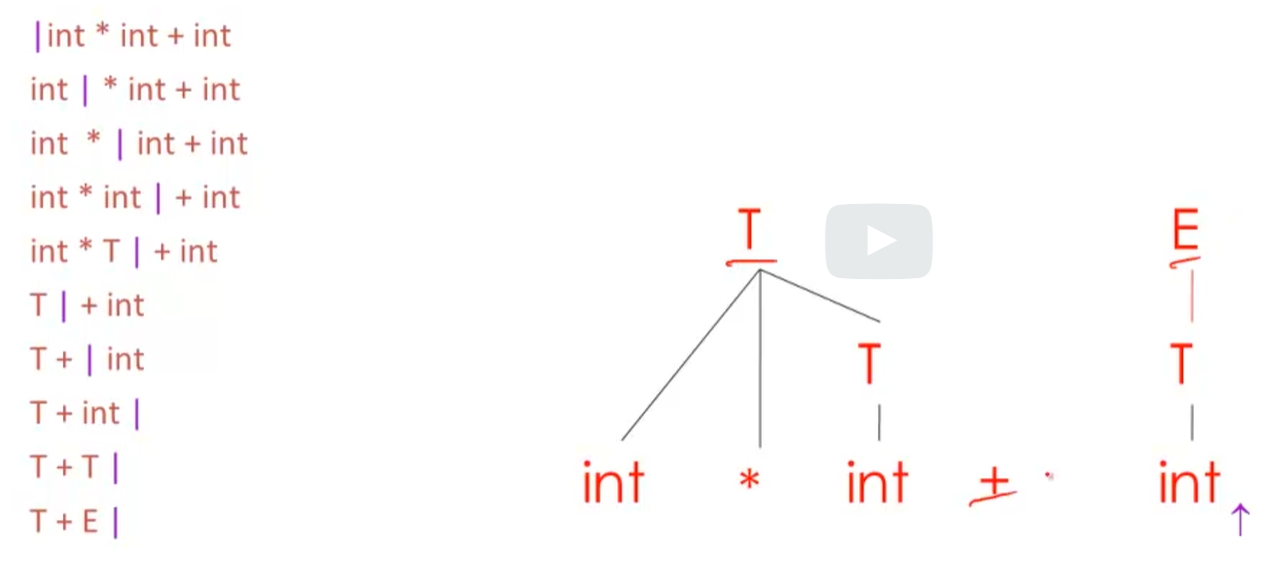 |int * int + int
int | * int + int
int * | int + int
int * int | + int
int * T | + int
T | + int
T + | int
T + int |
T + T |
T + E |
T E
T T
int * int + int
↑